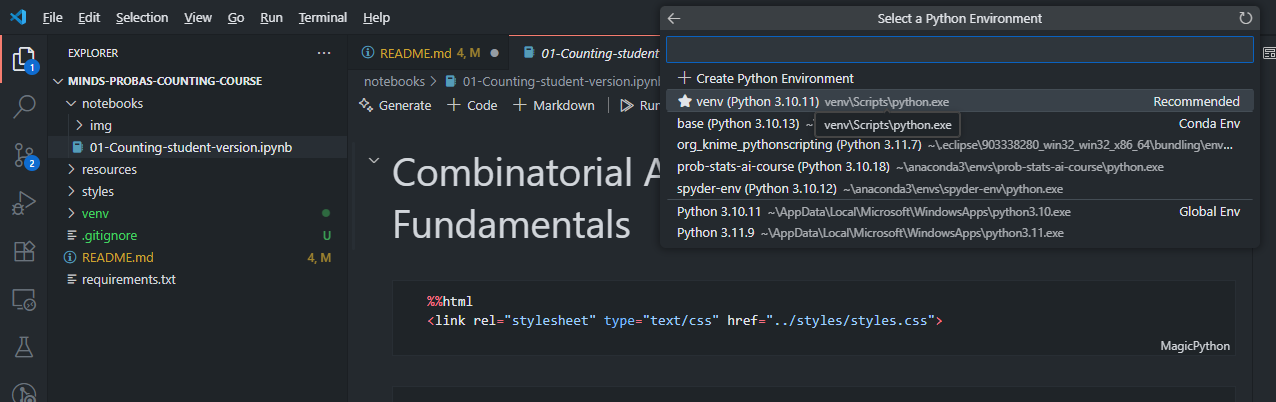 File Edit Selection View Go Run Terminal Help
EXPLORER
MINDS-PROBAS-COUNTING-COURSE
notebooks
img
01-Counting-student-version.ipynb
resources
styles
venv
.gitignore U
README.md 4, M
requirements.txt
1
2
README.md 4, M
01-Counting-student
notebooks > 01-Counting-student-version.ipynb
Generate + Code + Markdown Run
Combinatorial A
Fundamentals
%%html
<link rel="stylesheet" type="text/css" href="../styles/styles.css">
MagicPython
Select a Python Environment
+ Create Python Environment
venv (Python 3.10.11) venv\Scripts\python.exe Recommended
base (Python 3.10.13) ~ Conda Env
venv\Scripts\python.exe
org_knime_pythonscripting (Python 3.11.7) ~\.eclipse\903338280_win32_win32_x86_64\bundling\env...
prob-stats-ai-course (Python 3.10.18) ~\anaconda3\envs\prob-stats-ai-course\python.exe
spyder-env (Python 3.10.12) ~\anaconda3\envs\spyder-env\python.exe
Python 3.10.11 ~\AppData\Local\Microsoft\WindowsApps\python3.10.exe Global Env
Python 3.11.9 ~\AppData\Local\Microsoft\WindowsApps\python3.11.exe